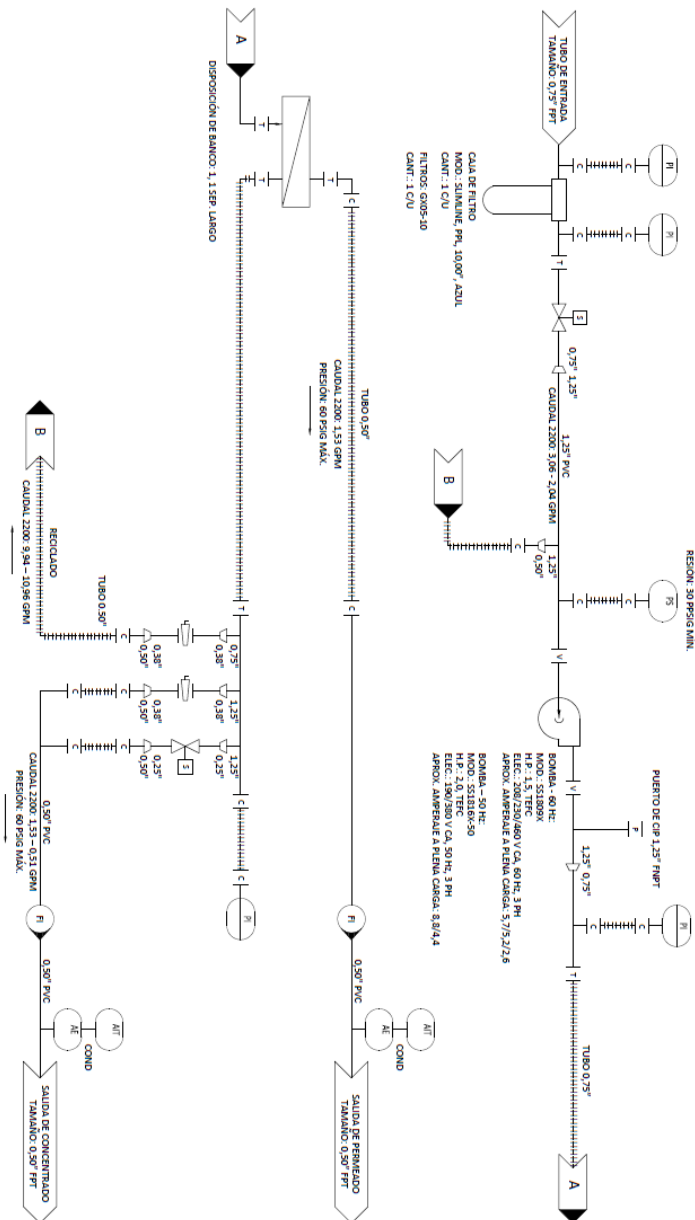 TUBO DE ENTRADA
TAMAÑO: 0,75" FPT
PI
C
C
PI
C
C
CAJA DE FILTRO
MOD.: SLIMLINE, PPL, 10,00", AZUL
CANT.: 1 C/U
FILTROS: GX05-10
CANT.: 1 C/U
T
S
0,75" 1,25"
1,25" PVC
CAUDAL 2200: 3,06 - 2,04 GPM
B
C
1,25"
0,50"
RESIÓN: 30 PPSIG MÍN.
PS
C
C
V
BOMBA - 60 Hz:
MOD.: SS1809X
H.P.: 1,5, TEFC
ELEC.: 208/230/460 V CA, 60 Hz, 3 PH
APROX. AMPERAJE A PLENA CARGA: 5,7/5,2/2,6
BOMBA – 50 Hz:
MOD.: SS1816X-50
H.P.: 2,0, TEFC
ELEC.: 190/380 V CA, 50 Hz, 3 PH
APROX. AMPERAJE A PLENA CARGA: 8,8/4,4
V
PUERTO DE CIP 1,25" FNPT
P
1,25" 0,75"
PI
C
C
T
TUBO 0,75"
A
A
T
T
T
C
DISPOSICIÓN DE BANCO: 1, 1 SEP. LARGO
TUBO 0,50"
CAUDAL 2200: 1,53 GPM
PRESIÓN: 60 PSIG MÁX.
C
FI
0,50" PVC
AIT
AE
COND
SALIDA DE PERMEADO
TAMAÑO: 0,50" FPT
T
0,75"
0,38"
0,38"
0,50"
C
TUBO 0.50"
RECICLADO
CAUDAL 2200: 9,94 – 10,96 GPM
B
1,25"
0,38"
0,38"
0,50"
C
C
1,25"
0,25"
S
0,25"
0,50"
C
C
C
C
PI
0,50" PVC
CAUDAL 2200: 1,53 – 0,51 GPM
PRESIÓN: 60 PSIG MÁX.
FI
0,50" PVC
AIT
AE
COND
SALIDA DE CONCENTRADO
TAMAÑO: 0,50" FPT